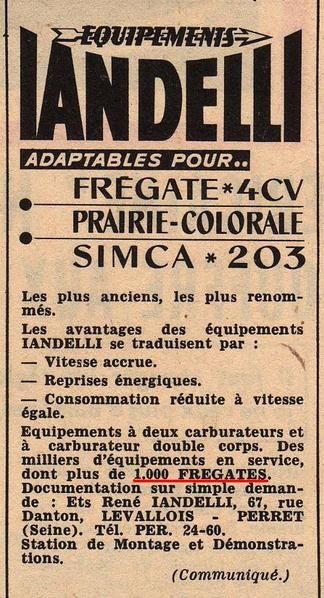 EQUIPEMENTS
IANDELLI
ADAPTABLES POUR..
FRÉGATE * 4CV
PRAIRIE-COLORALE
SIMCA * 203
Les plus anciens, les plus renom-
més.
Les avantages des équipements
IANDELLI se traduisent par :
— Vitesse accrue.
— Reprises énergiques.
— Consommation réduite à vitesse
égale.
Equipements à deux carburateurs et
à carburateur double corps. Des
milliers d'équipements en service,
dont plus de 1.000 FREGATES.
Documentation sur simple deman-
de : Ets René IANDELLI, 67, rue
Danton, LEVALLOIS - PERRET
(Seine). Tél. PER. 24-60.
Station de Montage et Démonstra-
tions.
(Communiqué.)